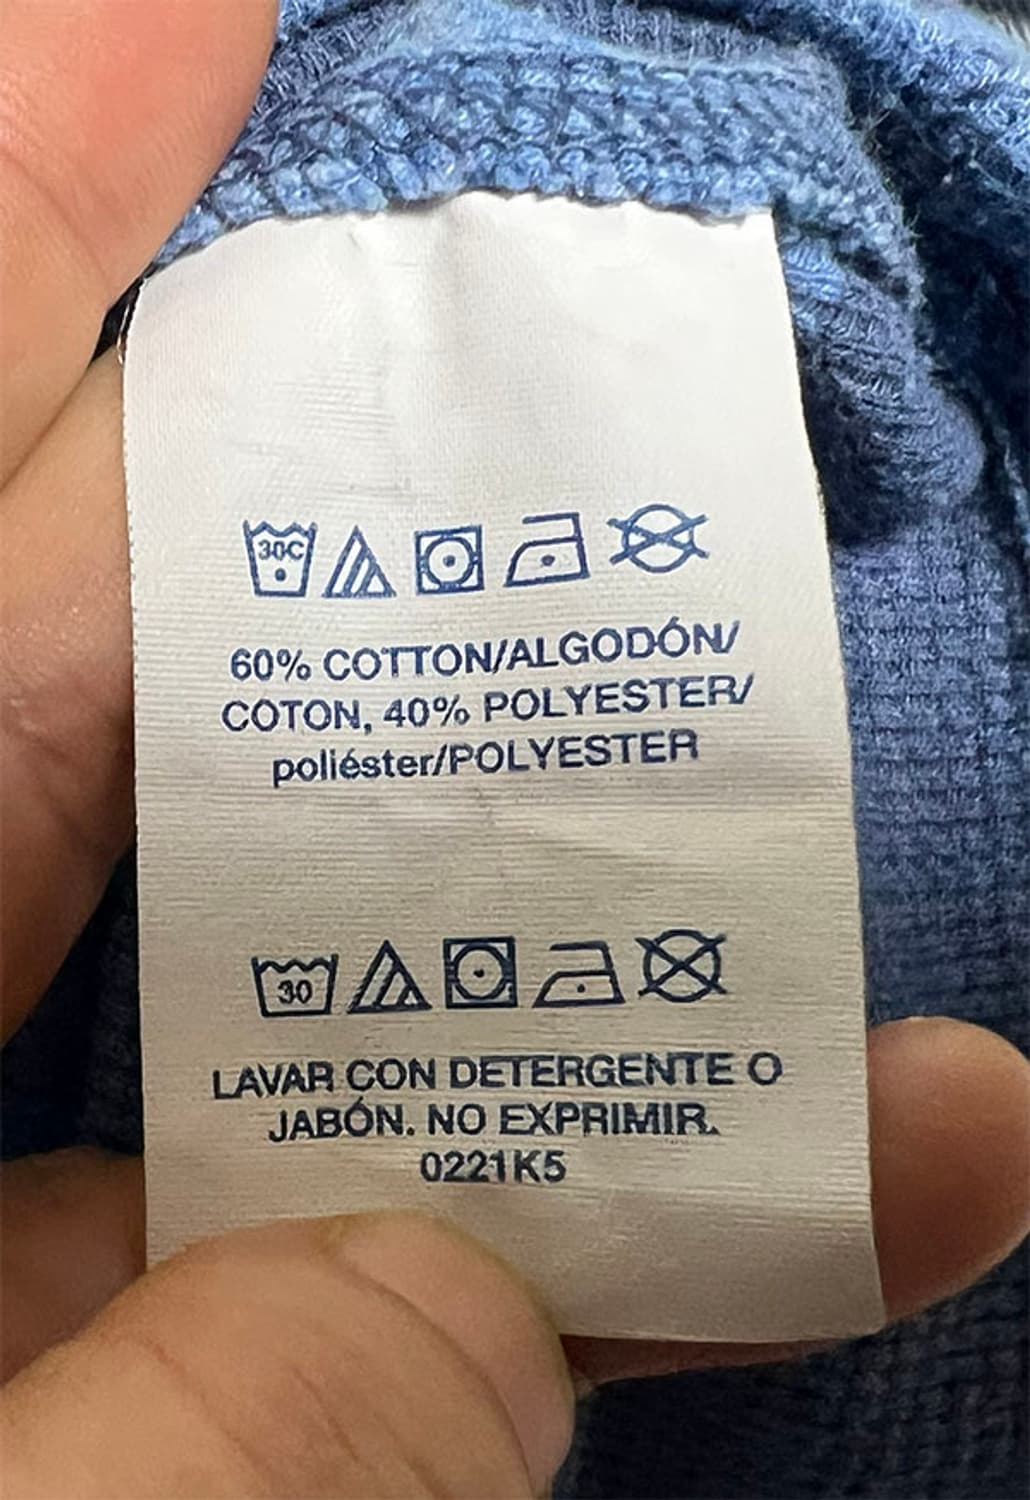 30C
60% COTTON/ALGODÓN/
COTON, 40% POLYESTER/
poliéster/POLYESTER
30
LAVAR CON DETERGENTE O
JABÓN. NO EXPRIMIR.
0221K5